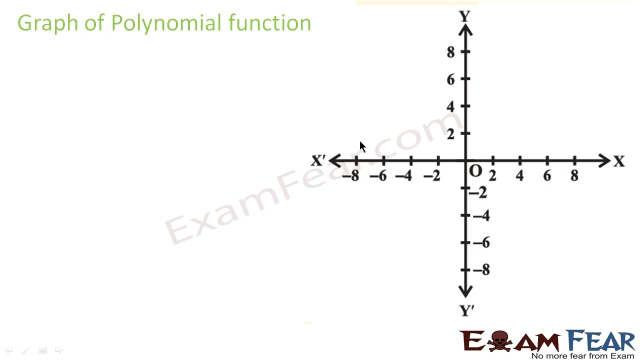 Graph of Polynomial function
Y
8
6
4
2
X′
–8 –6 –4 –2 O 2 4 6 8
X
–2
–4
–6
–8
Y′
ExamFear.com
EXAM FEAR
No more fear from Exam